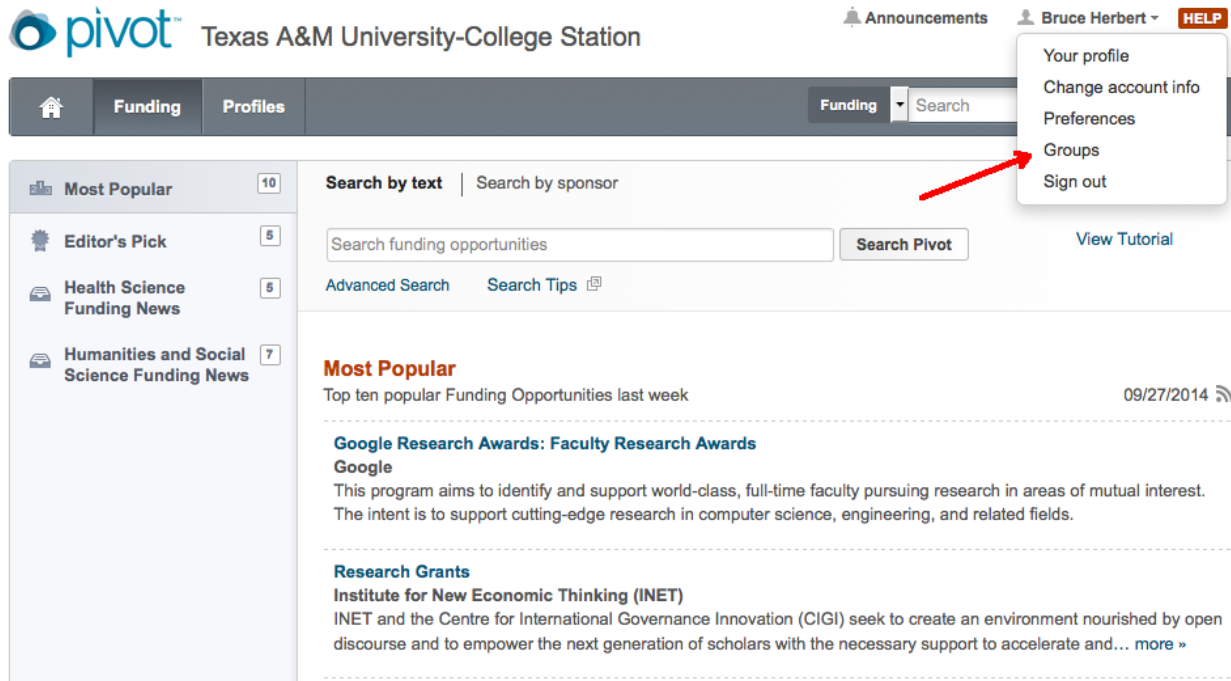 pivot™ Texas A&M University-College Station
Announcements Bruce Herbert HELP
Your profile
Change account info
Preferences
Groups
Sign out
Funding Profiles Funding Search
Most Popular 10
Editor's Pick 5
Health Science 5
Funding News
Humanities and Social 7
Science Funding News
Search by text | Search by sponsor
Search funding opportunities Search Pivot View Tutorial
Advanced Search Search Tips
Most Popular
Top ten popular Funding Opportunities last week 09/27/2014
Google Research Awards: Faculty Research Awards
Google
This program aims to identify and support world-class, full-time faculty pursuing research in areas of mutual interest.
The intent is to support cutting-edge research in computer science, engineering, and related fields.
Research Grants
Institute for New Economic Thinking (INET)
INET and the Centre for International Governance Innovation (CIGI) seek to create an environment nourished by open
discourse and to empower the next generation of scholars with the necessary support to accelerate and... more »